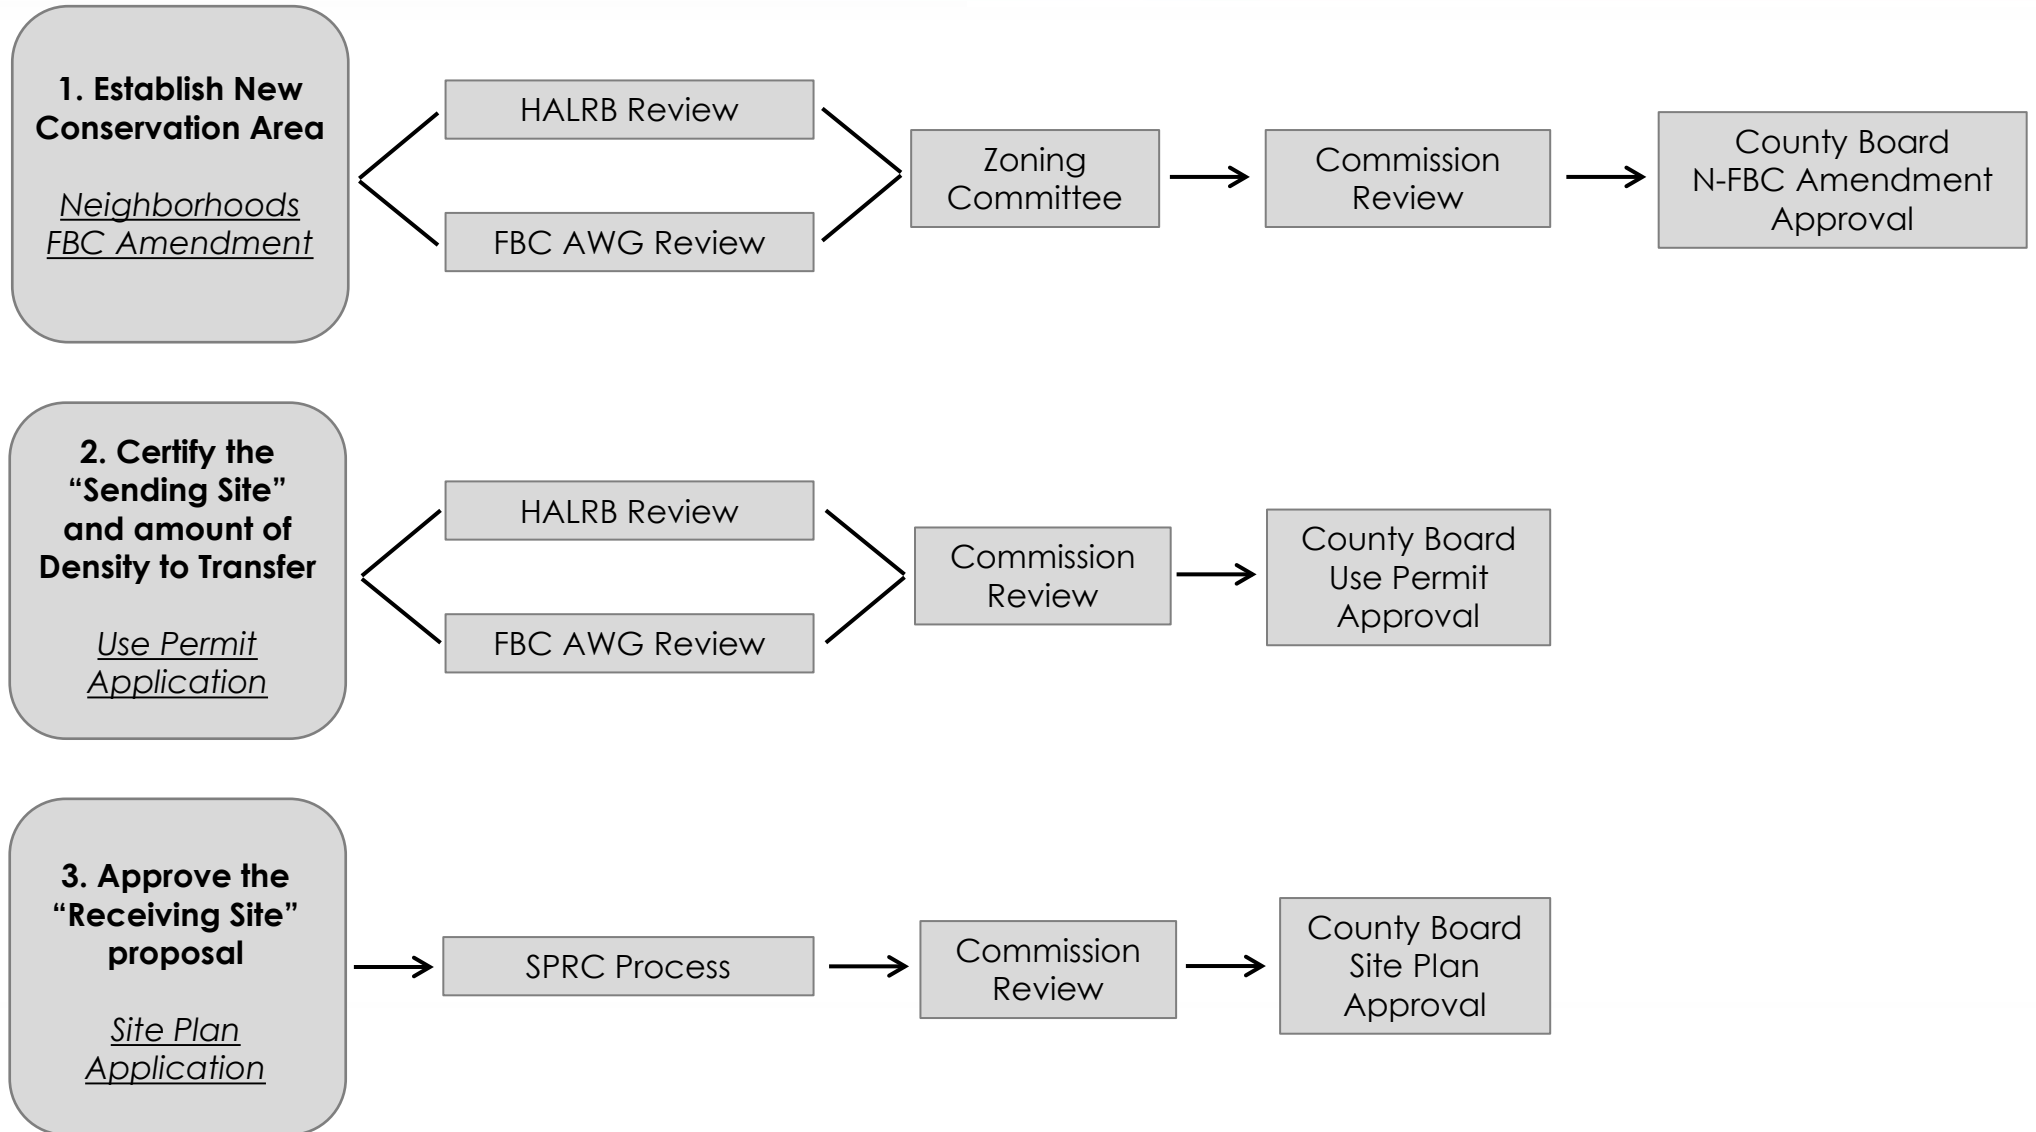 1. Establish New
Conservation Area
Neighborhoods
FBC Amendment
HALRB Review
FBC AWG Review
Zoning
Committee
Commission
Review
County Board
N-FBC Amendment
Approval
2. Certify the
“Sending Site”
and amount of
Density to Transfer
Use Permit
Application
HALRB Review
FBC AWG Review
Commission
Review
County Board
Use Permit
Approval
3. Approve the
“Receiving Site”
proposal
Site Plan
Application
SPRC Process
Commission
Review
County Board
Site Plan
Approval